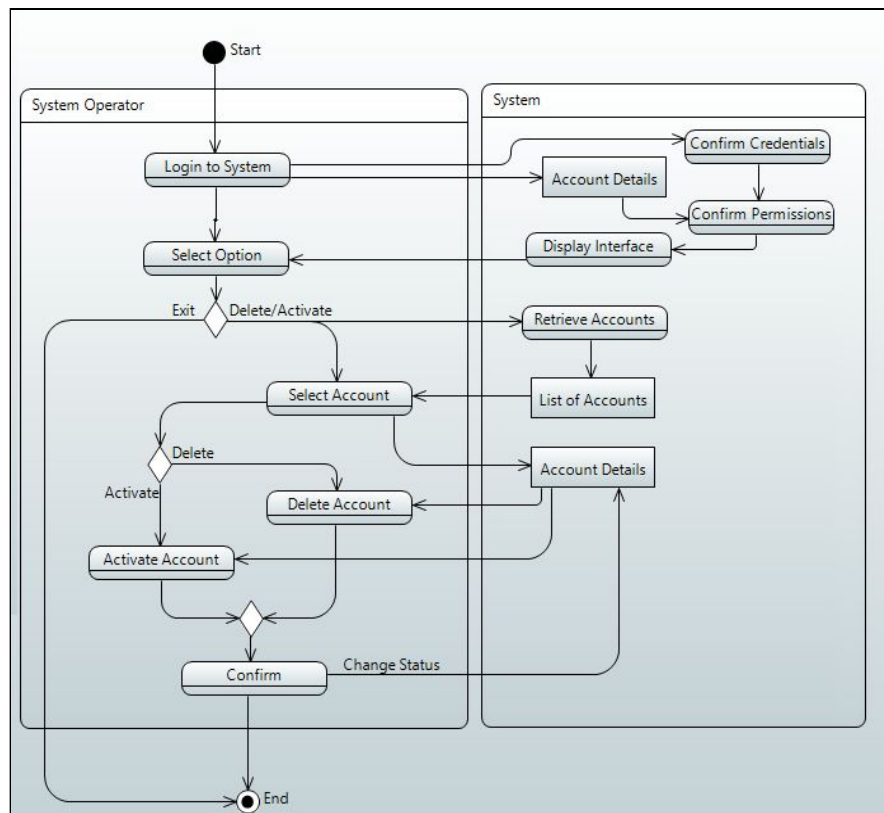 Start
System Operator
System
Confirm Credentials
Login to System
Account Details
Confirm Permissions
Display Interface
Select Option
Exit
Delete/Activate
Retrieve Accounts
Select Account
List of Accounts
Delete
Account Details
Activate
Delete Account
Activate Account
Change Status
Confirm
End